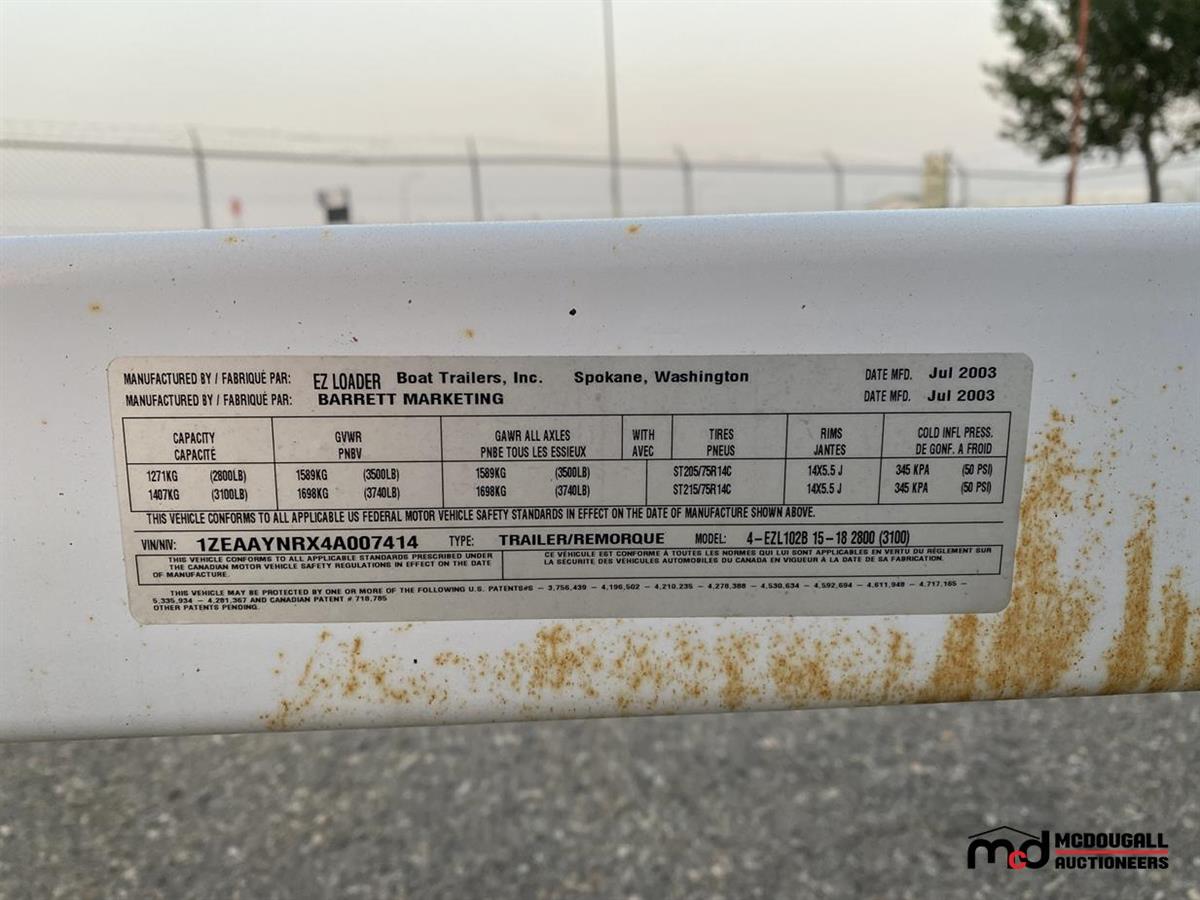 MANUFACTURED BY / FABRIQUÉ PAR: EZ LOADER Boat Trailers, Inc. Spokane, Washington DATE MFD. Jul 2003
MANUFACTURED BY / FABRIQUÉ PAR: BARRETT MARKETING DATE MFD. Jul 2003
CAPACITY GVWR GAWR ALL AXLES WITH TIRES RIMS COLD INFL PRESS.
CAPACITÉ PNBV PNBE TOUS LES ESSIEUX AVEC PNEUS JANTES DE GONF. A FROID
1271KG (2800LB) 1589KG (3500LB) 1589KG (3500LB) ST205/75R14C 14X5.5 J 345 KPA (50 PSI)
1407KG (3100LB) 1698KG (3740LB) 1698KG (3740LB) ST215/75R14C 14X5.5 J 345 KPA (50 PSI)
THIS VEHICLE CONFORMS TO ALL APPLICABLE US FEDERAL MOTOR VEHICLE SAFETY STANDARDS IN EFFECT ON THE DATE OF MANUFACTURE SHOWN ABOVE.
VIN/NIV: 1ZEAAYNRX4A007414 TYPE: TRAILER/REMORQUE MODEL: 4-EZL102B 15-18 2800 (3100)
THIS VEHICLE CONFORMS TO ALL APPLICABLE STANDARDS PRESCRIBED UNDER
THE CANADIAN MOTOR VEHICLE SAFETY REGULATIONS IN EFFECT ON THE DATE
OF MANUFACTURE.
CE VÉHICULE EST CONFORME À TOUTES LES NORMES QUI LUI SONT APPLICABLES EN VERTU DU RÈGLEMENT SUR
LA SÉCURITÉ DES VÉHICULES AUTOMOBILES DU CANADA EN VIGUEUR À LA DATE DE SA FABRICATION.
THIS VEHICLE MAY BE PROTECTED BY ONE OR MORE OF THE FOLLOWING U.S. PATENTS#S - 3,756,439 - 4,196,502 - 4,210,235 - 4,278,388 - 4,530,634 - 4,592,694 - 4,611,948 - 4,717,165 -
5,335,934 - 4,281,367 AND CANADIAN PATENT # 718,785
OTHER PATENTS PENDING.
mcd MCDOUGALL
AUCTIONEERS